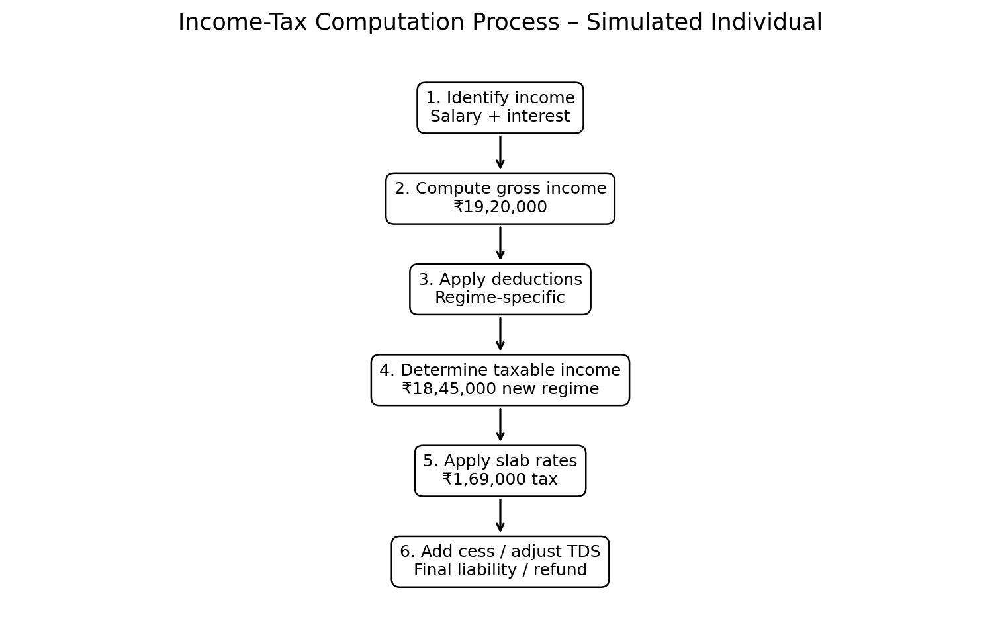 Income-Tax Computation Process – Simulated Individual
1. Identify income
Salary + interest
2. Compute gross income
₹19,20,000
3. Apply deductions
Regime-specific
4. Determine taxable income
₹18,45,000 new regime
5. Apply slab rates
₹1,69,000 tax
6. Add cess / adjust TDS
Final liability / refund